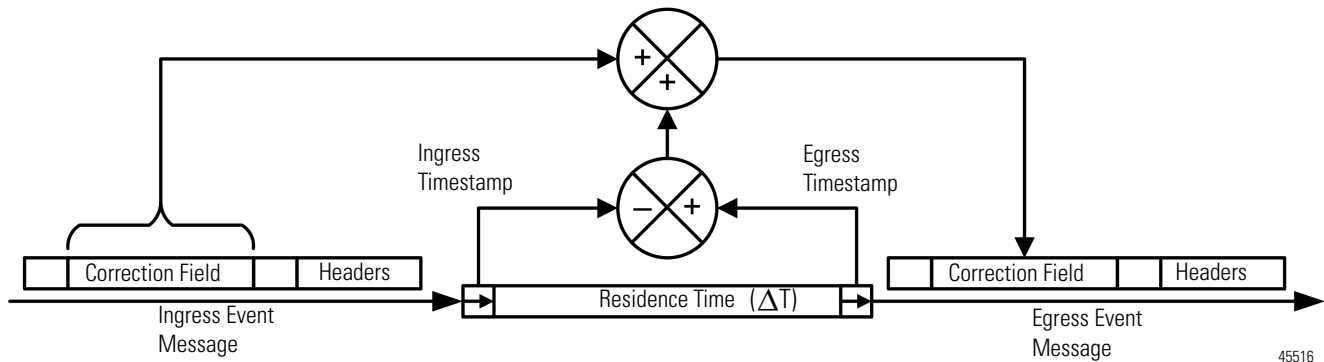 +
+
Ingress
Timestamp
Egress
Timestamp
– +
Correction Field Headers
Residence Time (ΔT)
Correction Field Headers
Ingress Event
Message
Egress Event
Message
45516